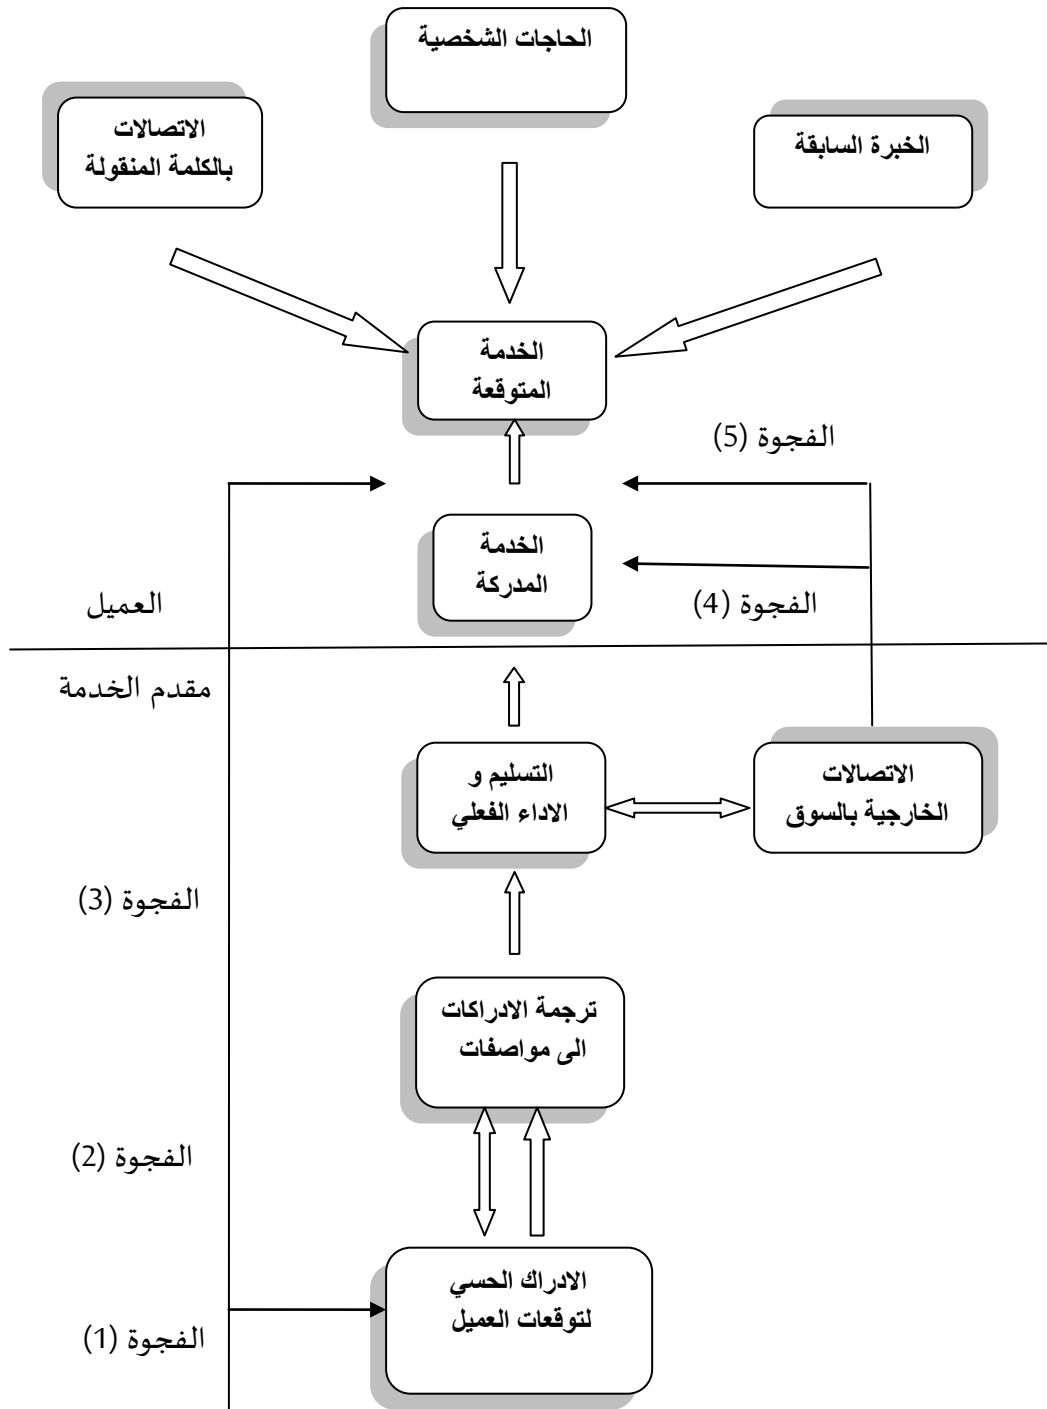 الحاجات الشخصية
الاتصالات
بالكلمة المنقولة
الخبرة السابقة
الخدمة
المتوقعة
الفجوة (5)
الخدمة
المدركة
العميل
الفجوة (4)
مقدم الخدمة
التسليم و
الاداء الفعلي
الاتصالات
الخارجية بالسوق
الفجوة (3)
ترجمة الادراكات
الى مواصفات
الفجوة (2)
الادراك الحسي
لتوقعات العميل
الفجوة (1)